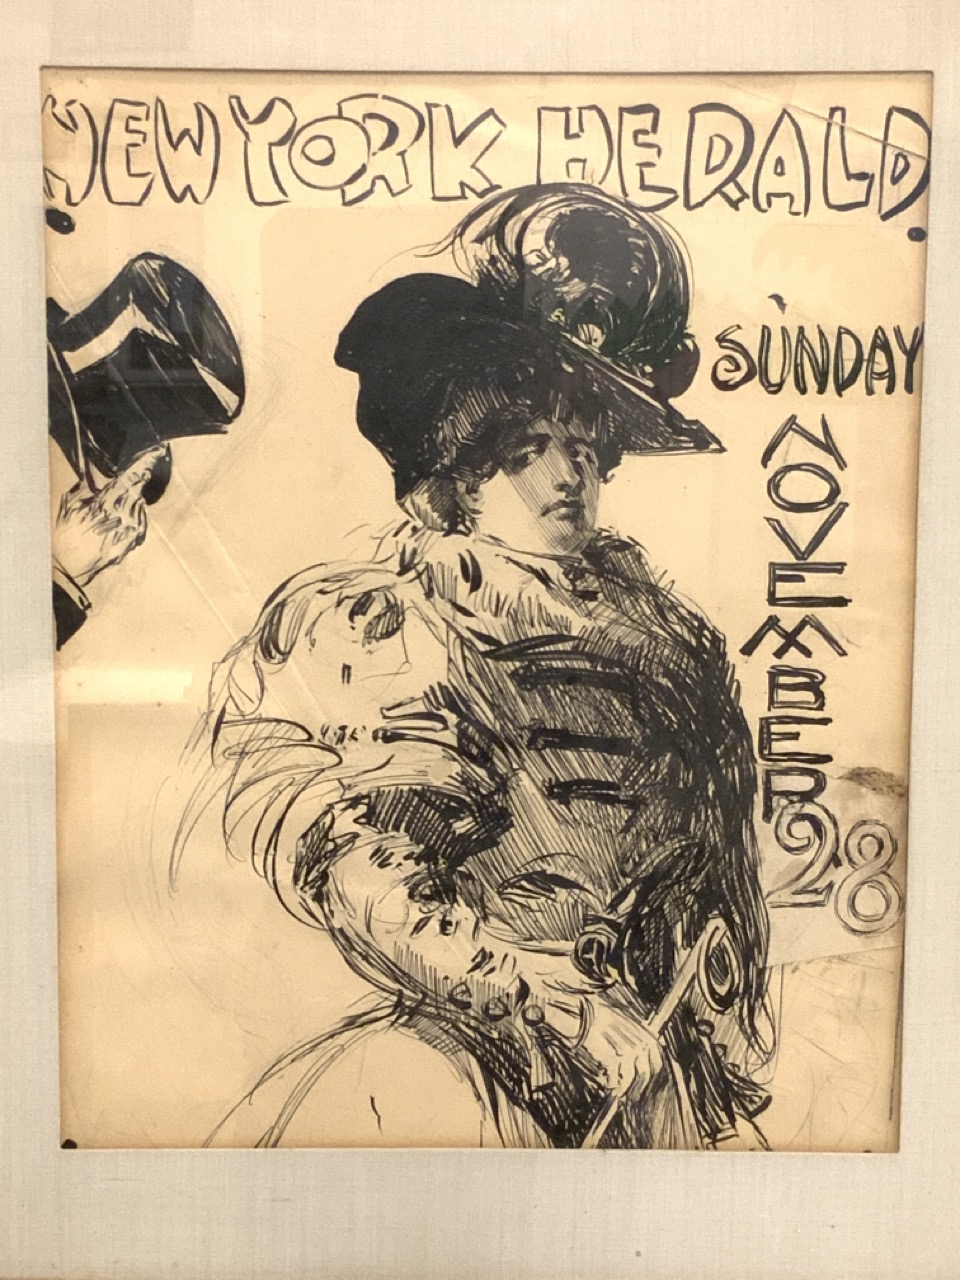 NEW YORK HERALD.
SUNDAY
NOVEMBER
28